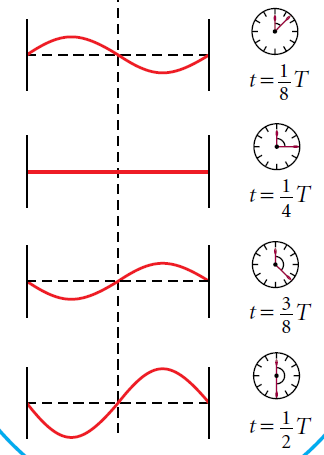 t = 1/8 T
t = 1/4 T
t = 3/8 T
t = 1/2 T